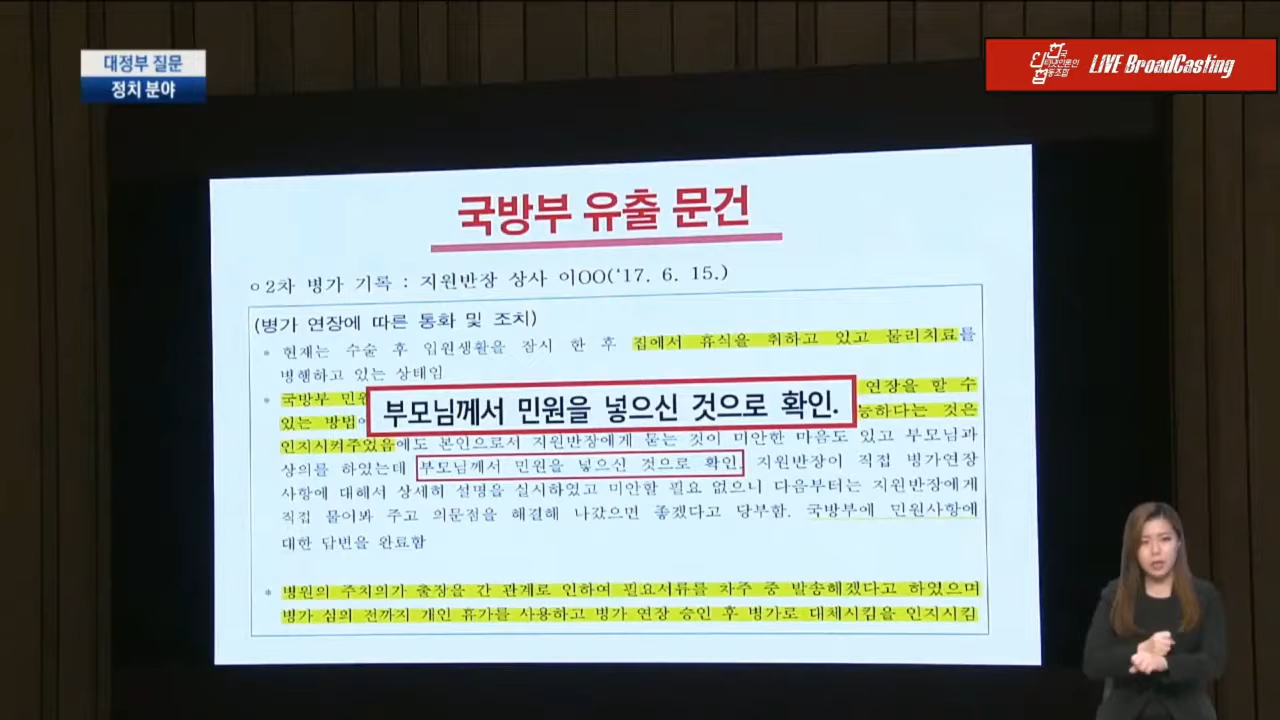 대정부 질문
정치 분야
한국
인터넷언론인
협동조합
LIVE BroadCasting
국방부 유출 문건
○2차 병가 기록 : 지원반장 상사 이OO('17. 6. 15.)
(병가 연장에 따른 통화 및 조치)
* 현재는 수술 후 입원생활을 잠시 한 후 집에서 휴식을 취하고 있고 물리치료를
병행하고 있는 상태임
* 국방부 민원 연장을 할 수
부모님께서 민원을 넣으신 것으로 확인.
있는 방법에 능하다는 것은
인지시켜주었음에도 본인으로서 지원반장에게 묻는 것이 미안한 마음도 있고 부모님과
상의를 하였는데 부모님께서 민원을 넣으신 것으로 확인. 지원반장이 직접 병가연장
사항에 대해서 상세히 설명을 실시하였고 미안할 필요 없으니 다음부터는 지원반장에게
직접 물어봐 주고 의문점을 해결해 나갔으면 좋겠다고 당부함. 국방부에 민원사항에
대한 답변을 완료함
* 병원의 주치의가 출장을 간 관계로 인하여 필요서류를 차주 중 발송해겠다고 하였으며
병가 심의 전까지 개인 휴가를 사용하고 병가 연장 승인 후 병가로 대체시킴을 인지시킴